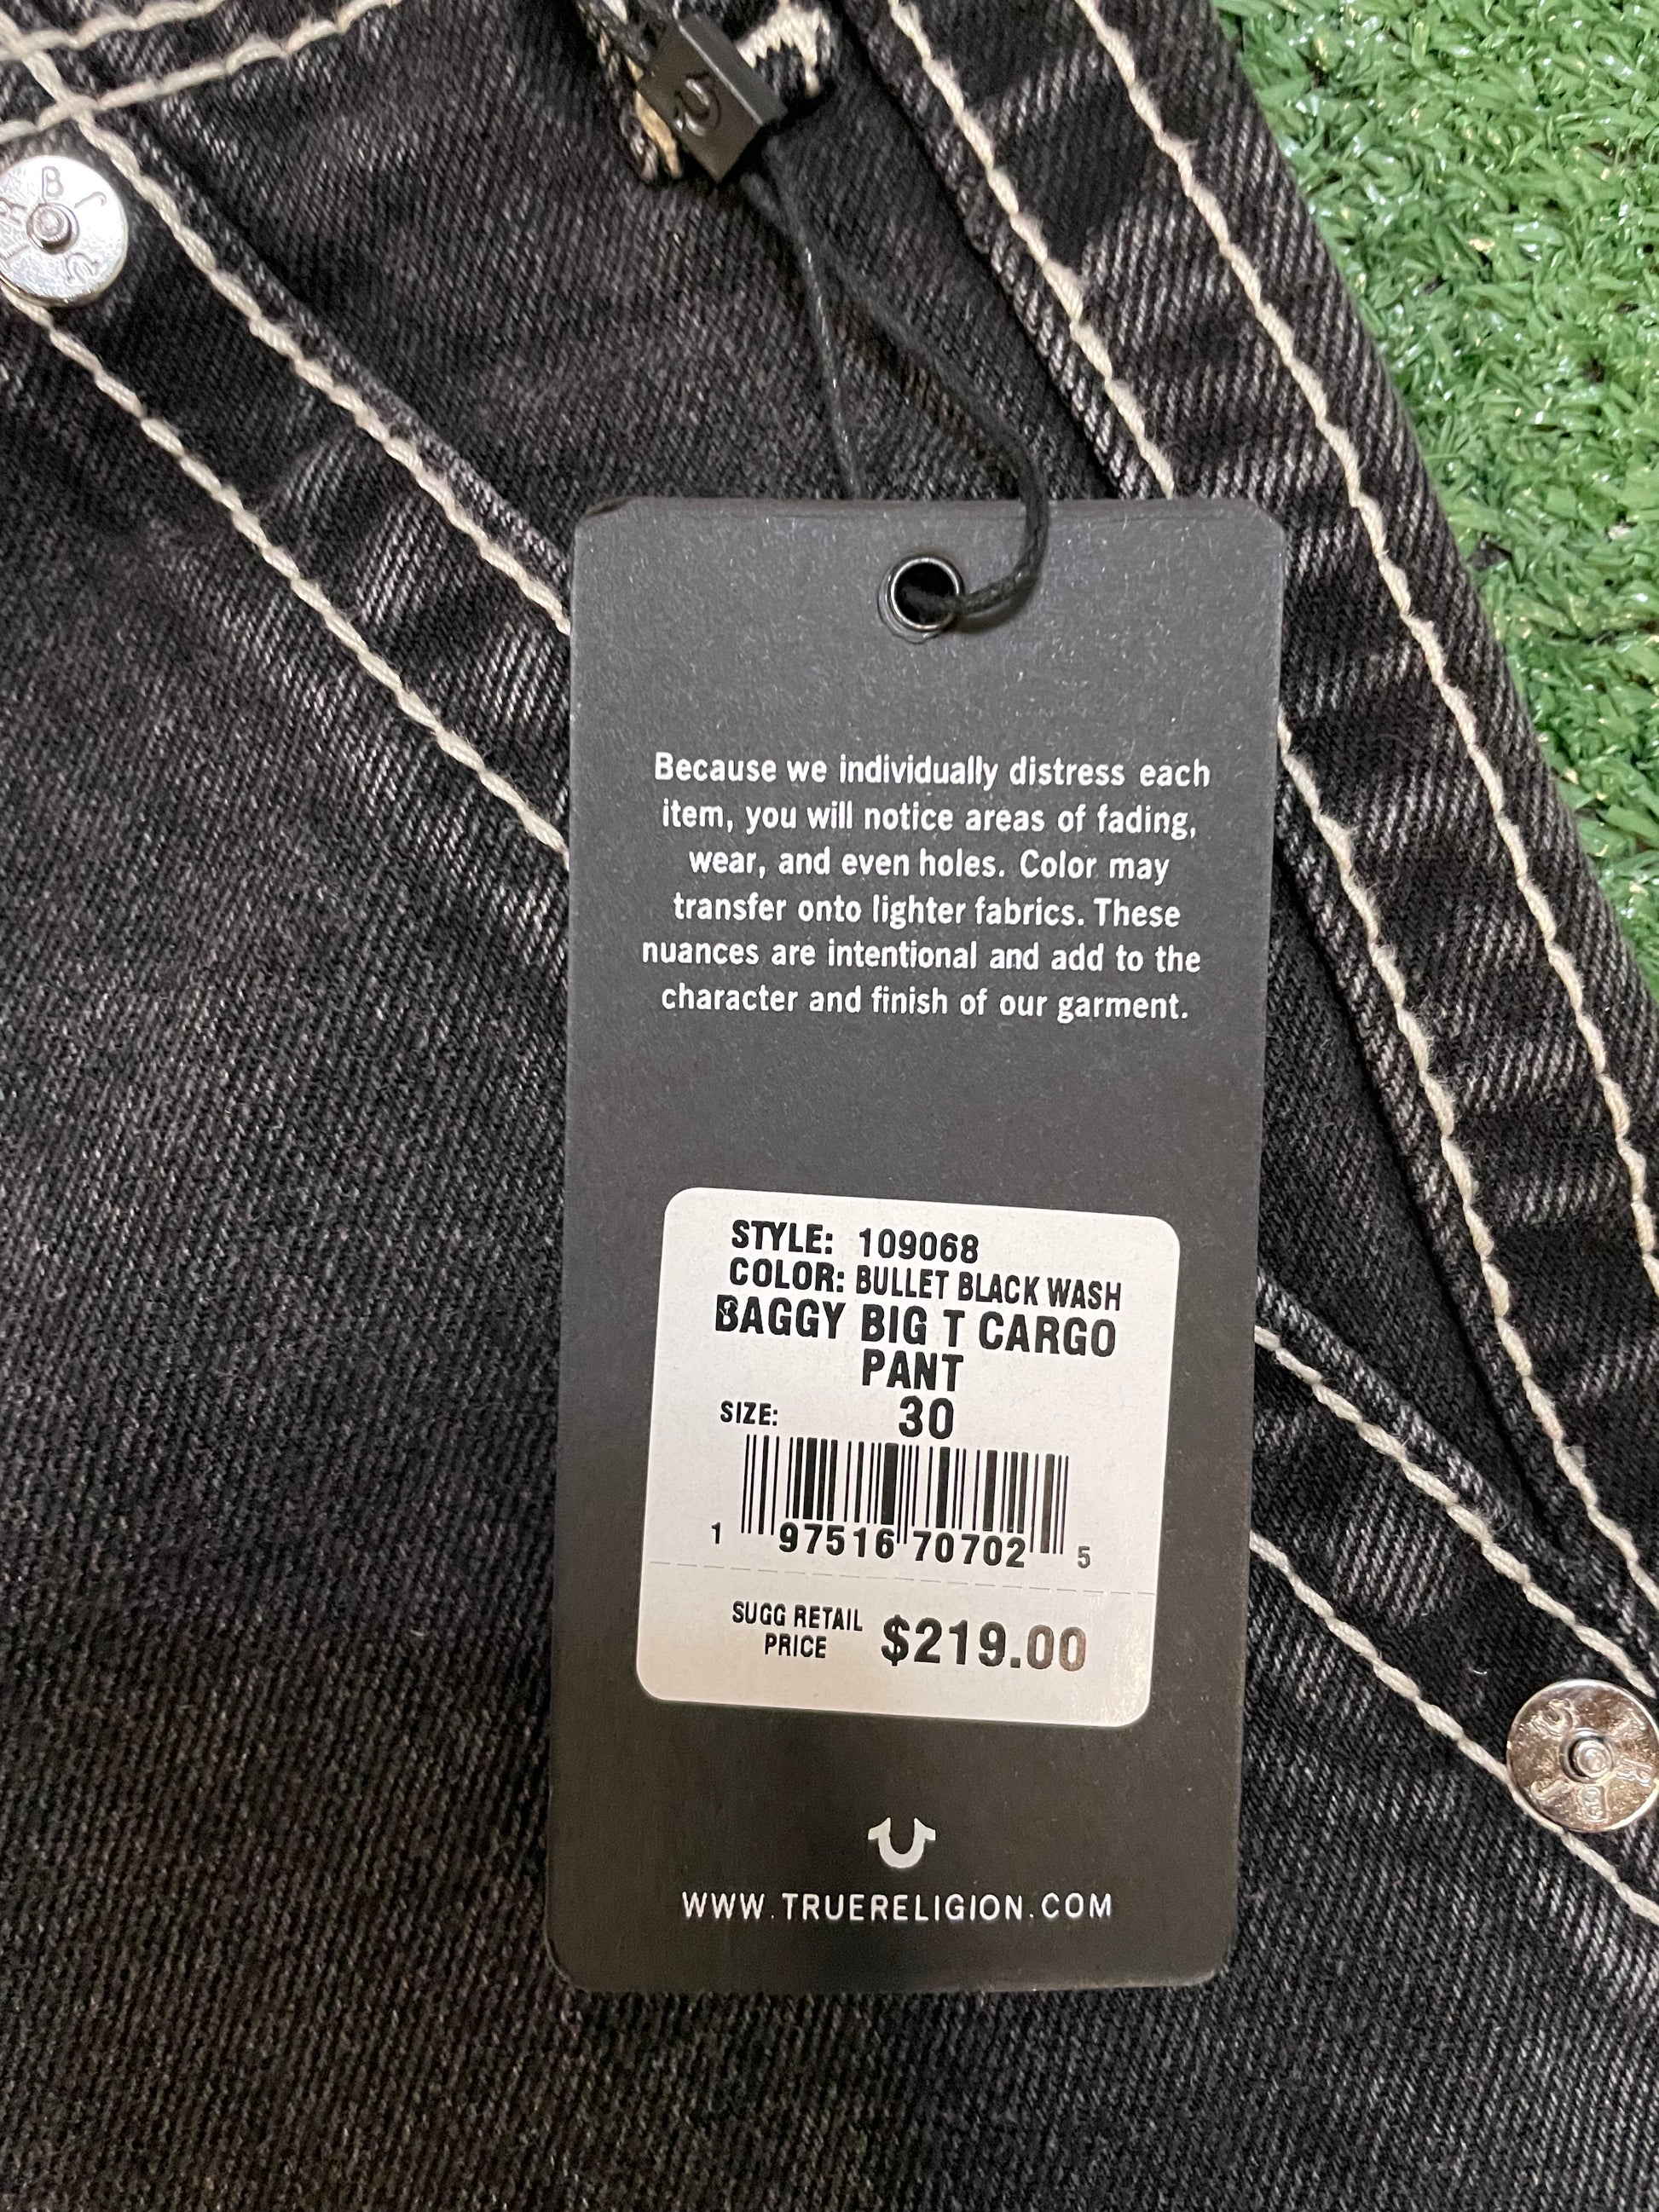 Because we individually distress each
item, you will notice areas of fading,
wear, and even holes. Color may
transfer onto lighter fabrics. These
nuances are intentional and add to the
character and finish of our garment.
STYLE: 109068
COLOR: BULLET BLACK WASH
BAGGY BIG T CARGO
PANT
SIZE: 30
1 97516 70702 5
SUGG RETAIL
PRICE $219.00
WWW.TRUERELIGION.COM